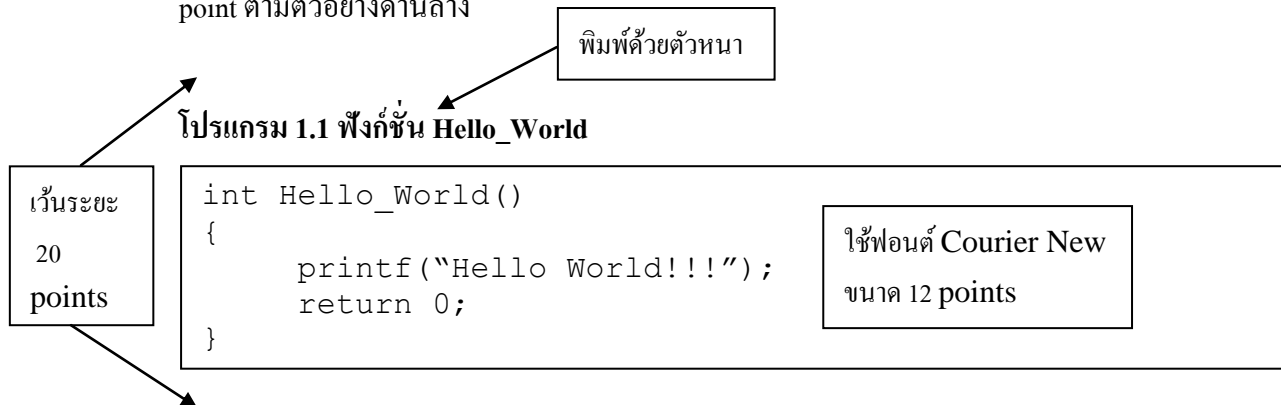 point ตามตัวอย่างด้านล่าง
พิมพ์ด้วยตัวหนา
โปรแกรม 1.1 ฟังก์ชั่น Hello_World
เว้นระยะ
20
points
int Hello_World()
{
printf(“Hello World!!!”);
return 0;
}
ใช้ฟอนต์ Courier New
ขนาด 12 points